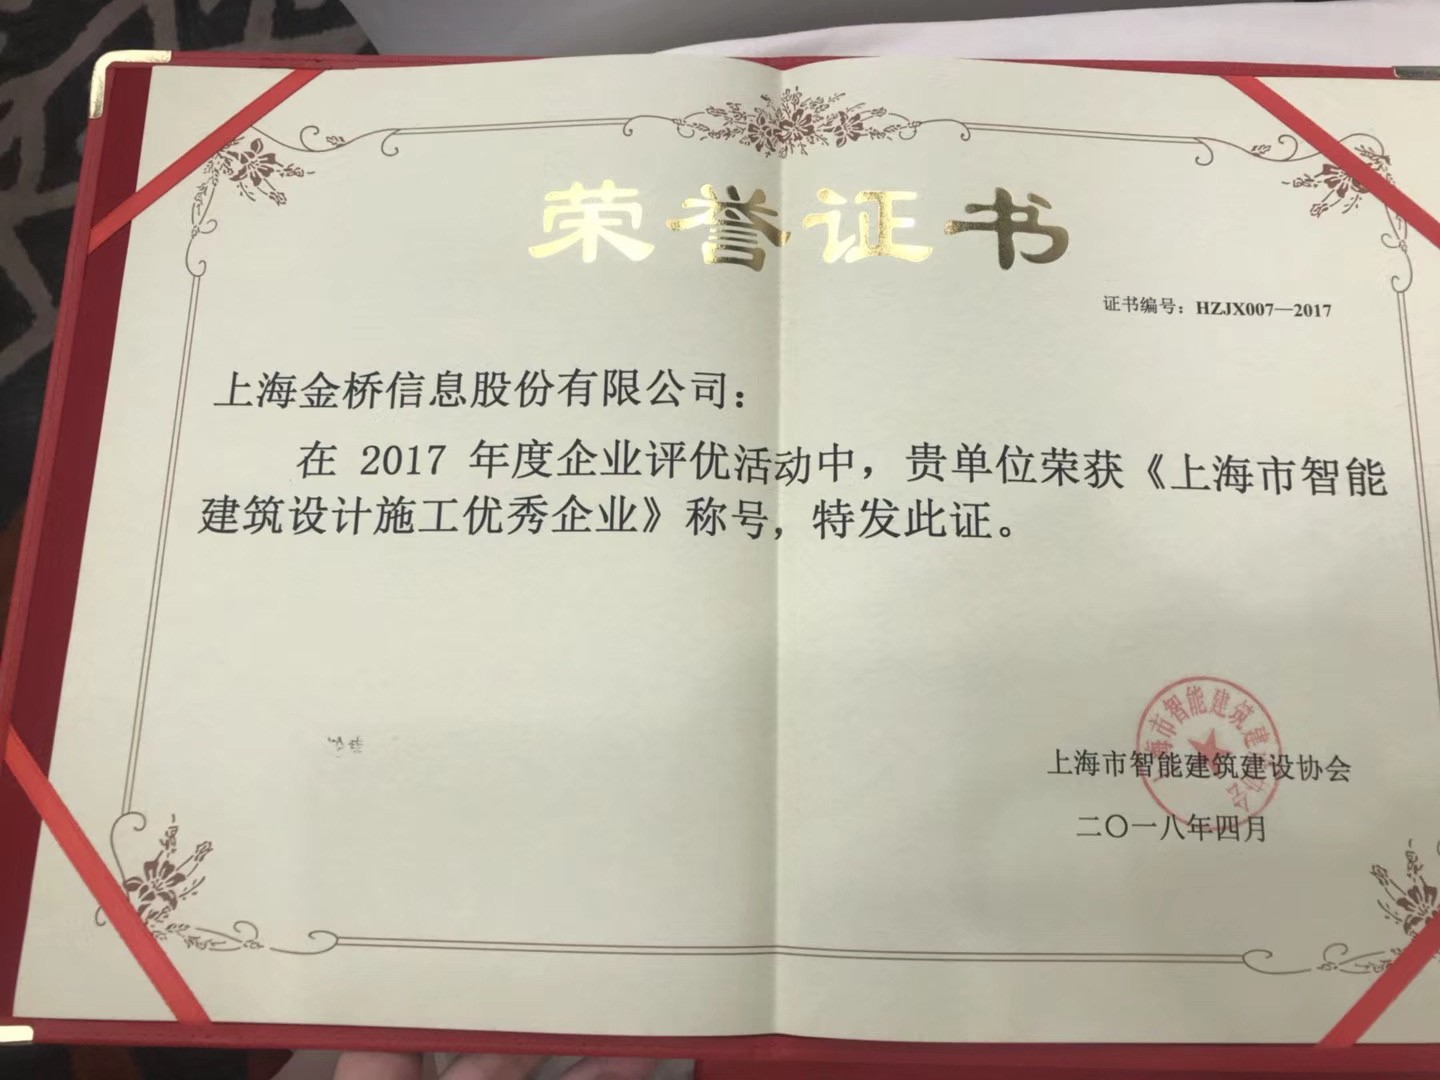 荣誉证书
证书编号：HZJX007—2017
上海金桥信息股份有限公司：
在 2017 年度企业评优活动中，贵单位荣获《上海市智能
建筑设计施工优秀企业》称号，特发此证。
上海市智能建筑建设协会
二〇一八年四月